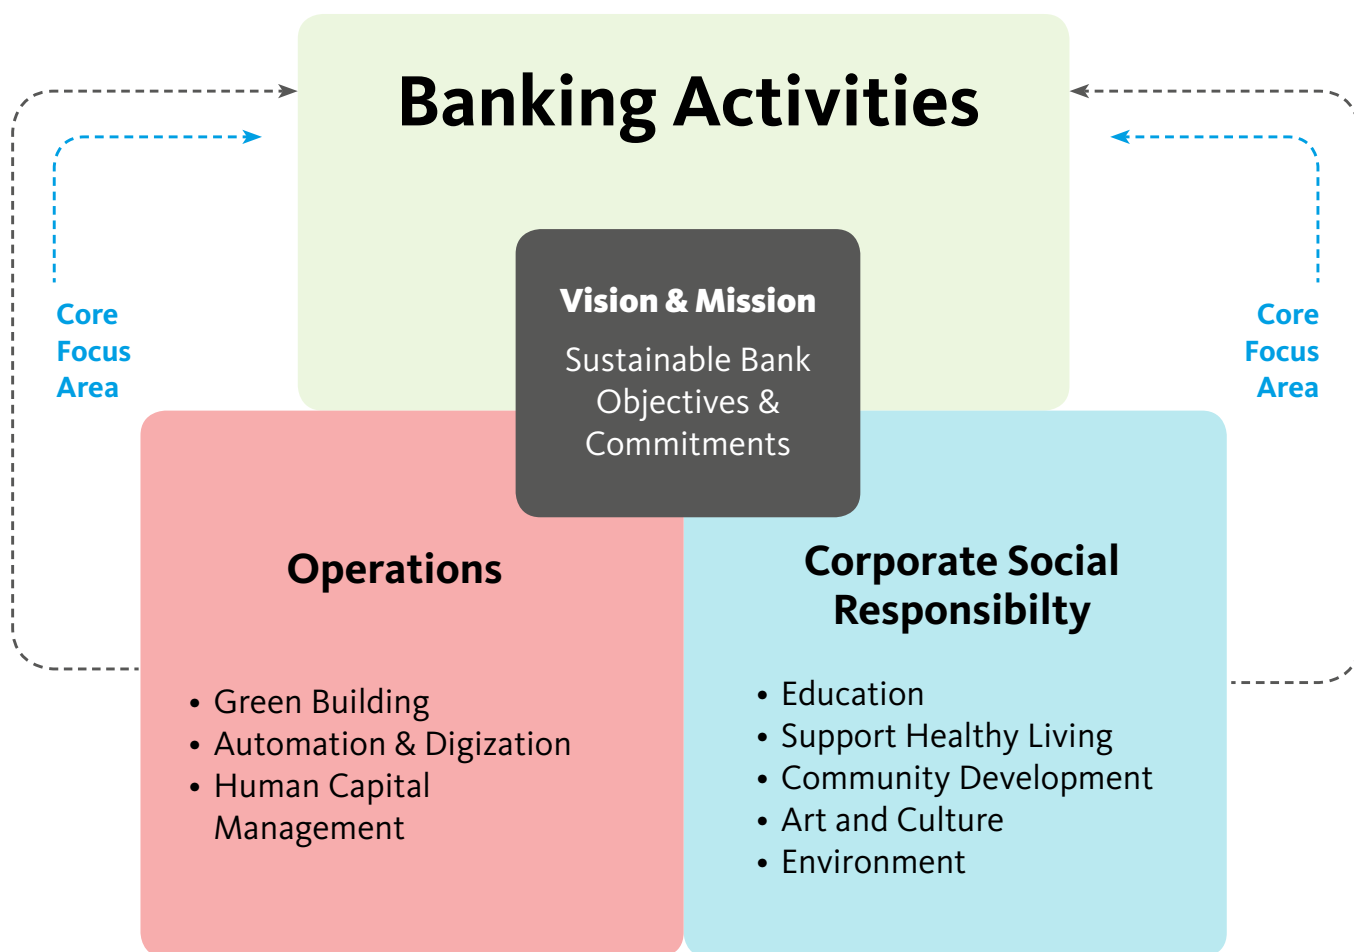 Banking Activities
Core
Focus
Area
Vision & Mission
Sustainable Bank
Objectives &
Commitments
Core
Focus
Area
Operations
• Green Building
• Automation & Digization
• Human Capital
Management
Corporate Social
Responsibilty
• Education
• Support Healthy Living
• Community Development
• Art and Culture
• Environment